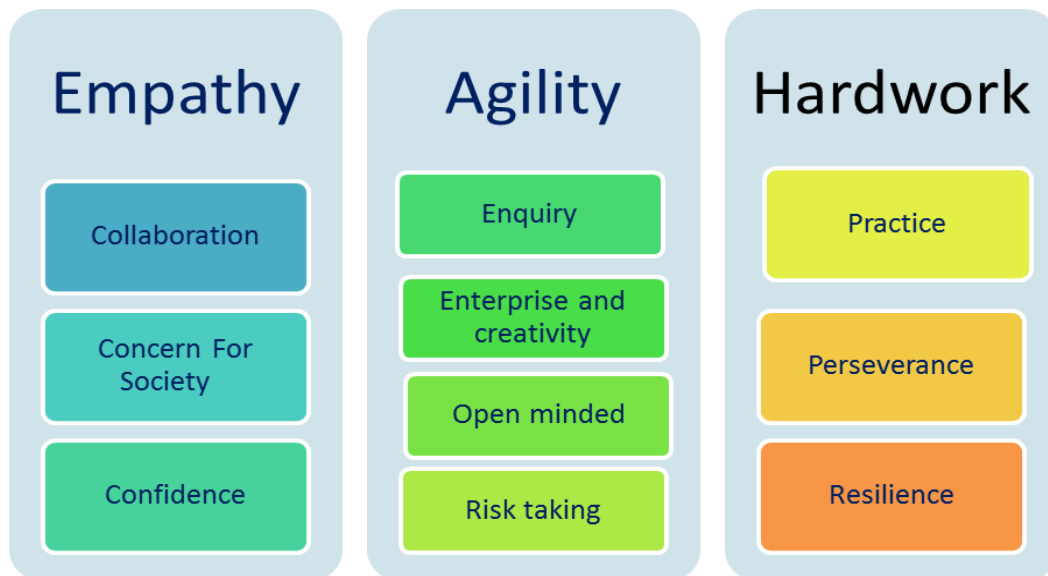 Empathy
Collaboration
Concern For
Society
Confidence
Agility
Enquiry
Enterprise and
creativity
Open minded
Risk taking
Hardwork
Practice
Perseverance
Resilience